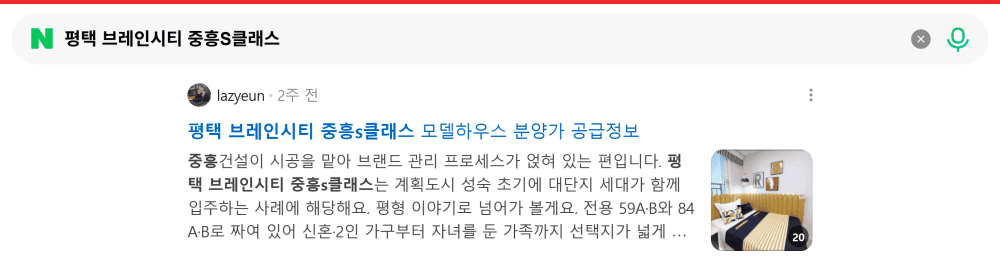 N 평택 브레인시티 중흥S클래스
lazyeun · 2주 전
평택 브레인시티 중흥s클래스 모델하우스 분양가 공급정보
중흥건설이 시공을 맡아 브랜드 관리 프로세스가 얹혀 있는 편입니다. 평
택 브레인시티 중흥s클래스는 계획도시 성숙 초기에 대단지 세대가 함께
입주하는 사례에 해당해요. 평형 이야기로 넘어가 볼게요. 전용 59A·B와 84
A·B로 짜여 있어 신혼·2인 가구부터 자녀를 둔 가족까지 선택지가 넓게 ...
20